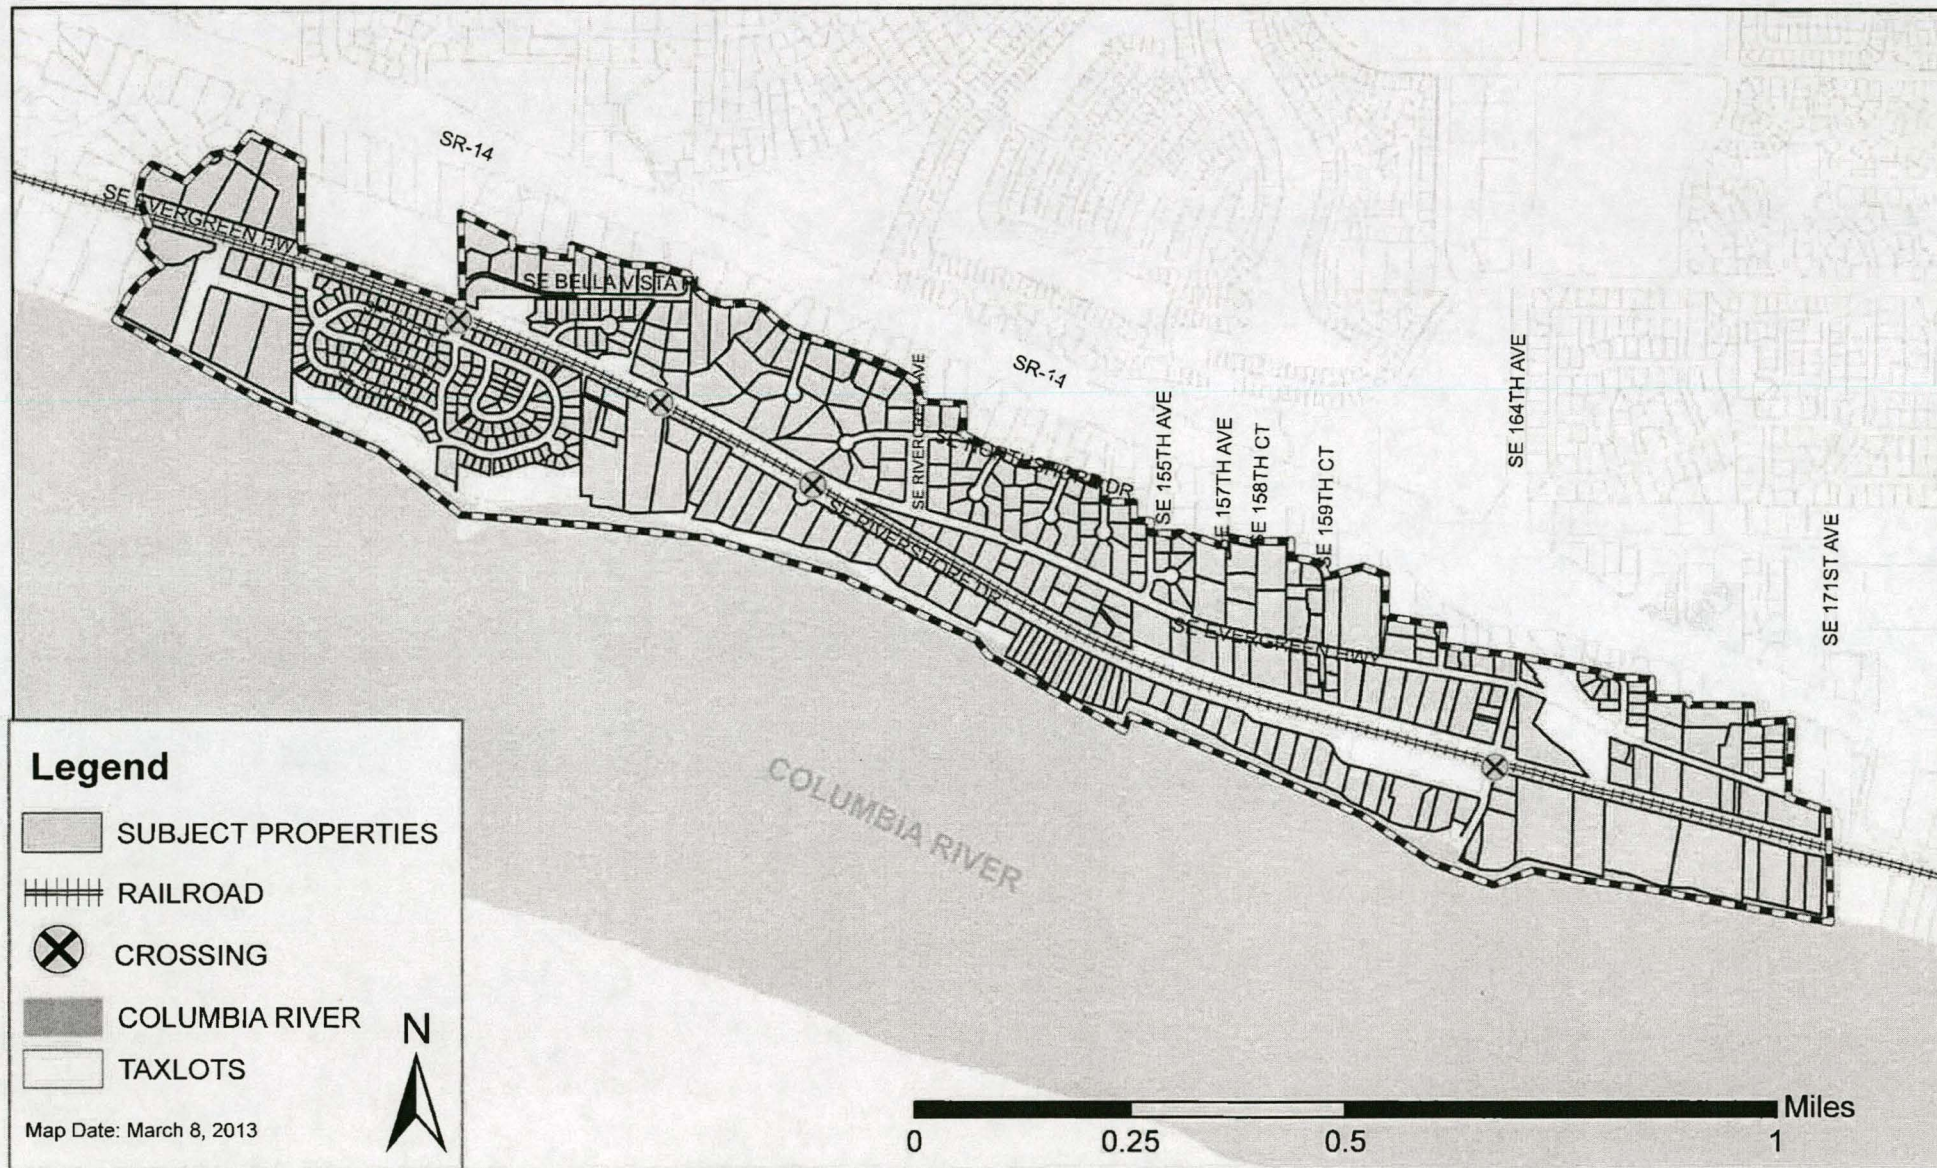 SR-14
SE EVERGREEN HW
SE BELLA VISTA
SR-14
SE 164TH AVE
SE 155TH AVE
SE 157TH AVE
SE 158TH CT
SE 159TH CT
SE 171ST AVE
SE RIVERSHORE DR
SE EVERGREEN HWY
COLUMBIA RIVER
Legend
SUBJECT PROPERTIES
RAILROAD
CROSSING
COLUMBIA RIVER
TAXLOTS
Map Date: March 8, 2013
N
0
0.25
0.5
1
Miles